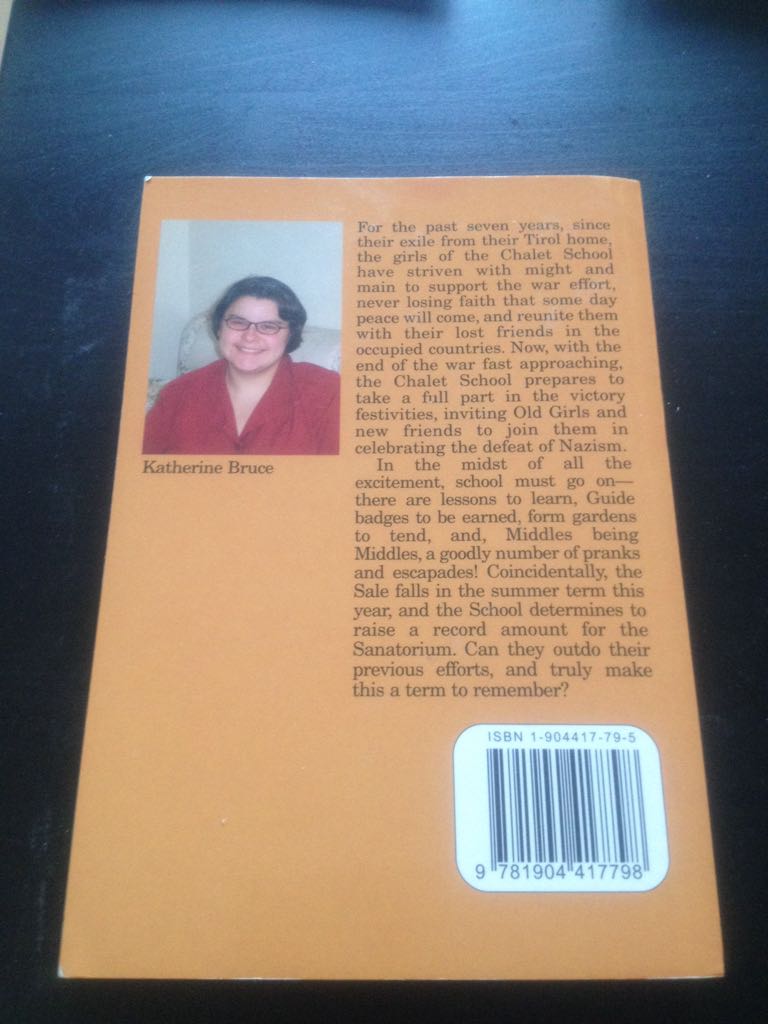 For the past seven years, since
their exile from their Tirol home,
the girls of the Chalet School
have striven with might and
main to support the war effort,
never losing faith that some day
peace will come, and reunite them
with their lost friends in the
occupied countries. Now, with the
end of the war fast approaching,
the Chalet School prepares to
take a full part in the victory
festivities, inviting Old Girls and
new friends to join them in
celebrating the defeat of Nazism.
In the midst of all the
excitement, school must go on—
there are lessons to learn, Guide
badges to be earned, form gardens
to tend, and, Middles being
Middles, a goodly number of pranks
and escapades! Coincidentally, the
Sale falls in the summer term this
year, and the School determines to
raise a record amount for the
Sanatorium. Can they outdo their
previous efforts, and truly make
this a term to remember?
Katherine Bruce
ISBN 1-904417-79-5
9 781904 417798